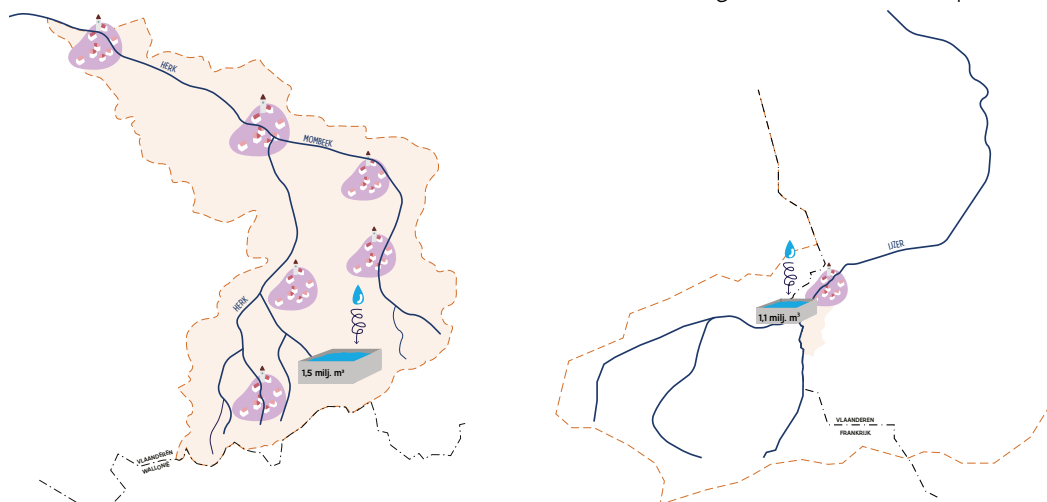 HERK
MOMBEEK
HERK
1,5 milj. m³
VLAANDEREN
WALLONIË
IJZER
1,1 milj. m³
VLAANDEREN
FRANKRIJK